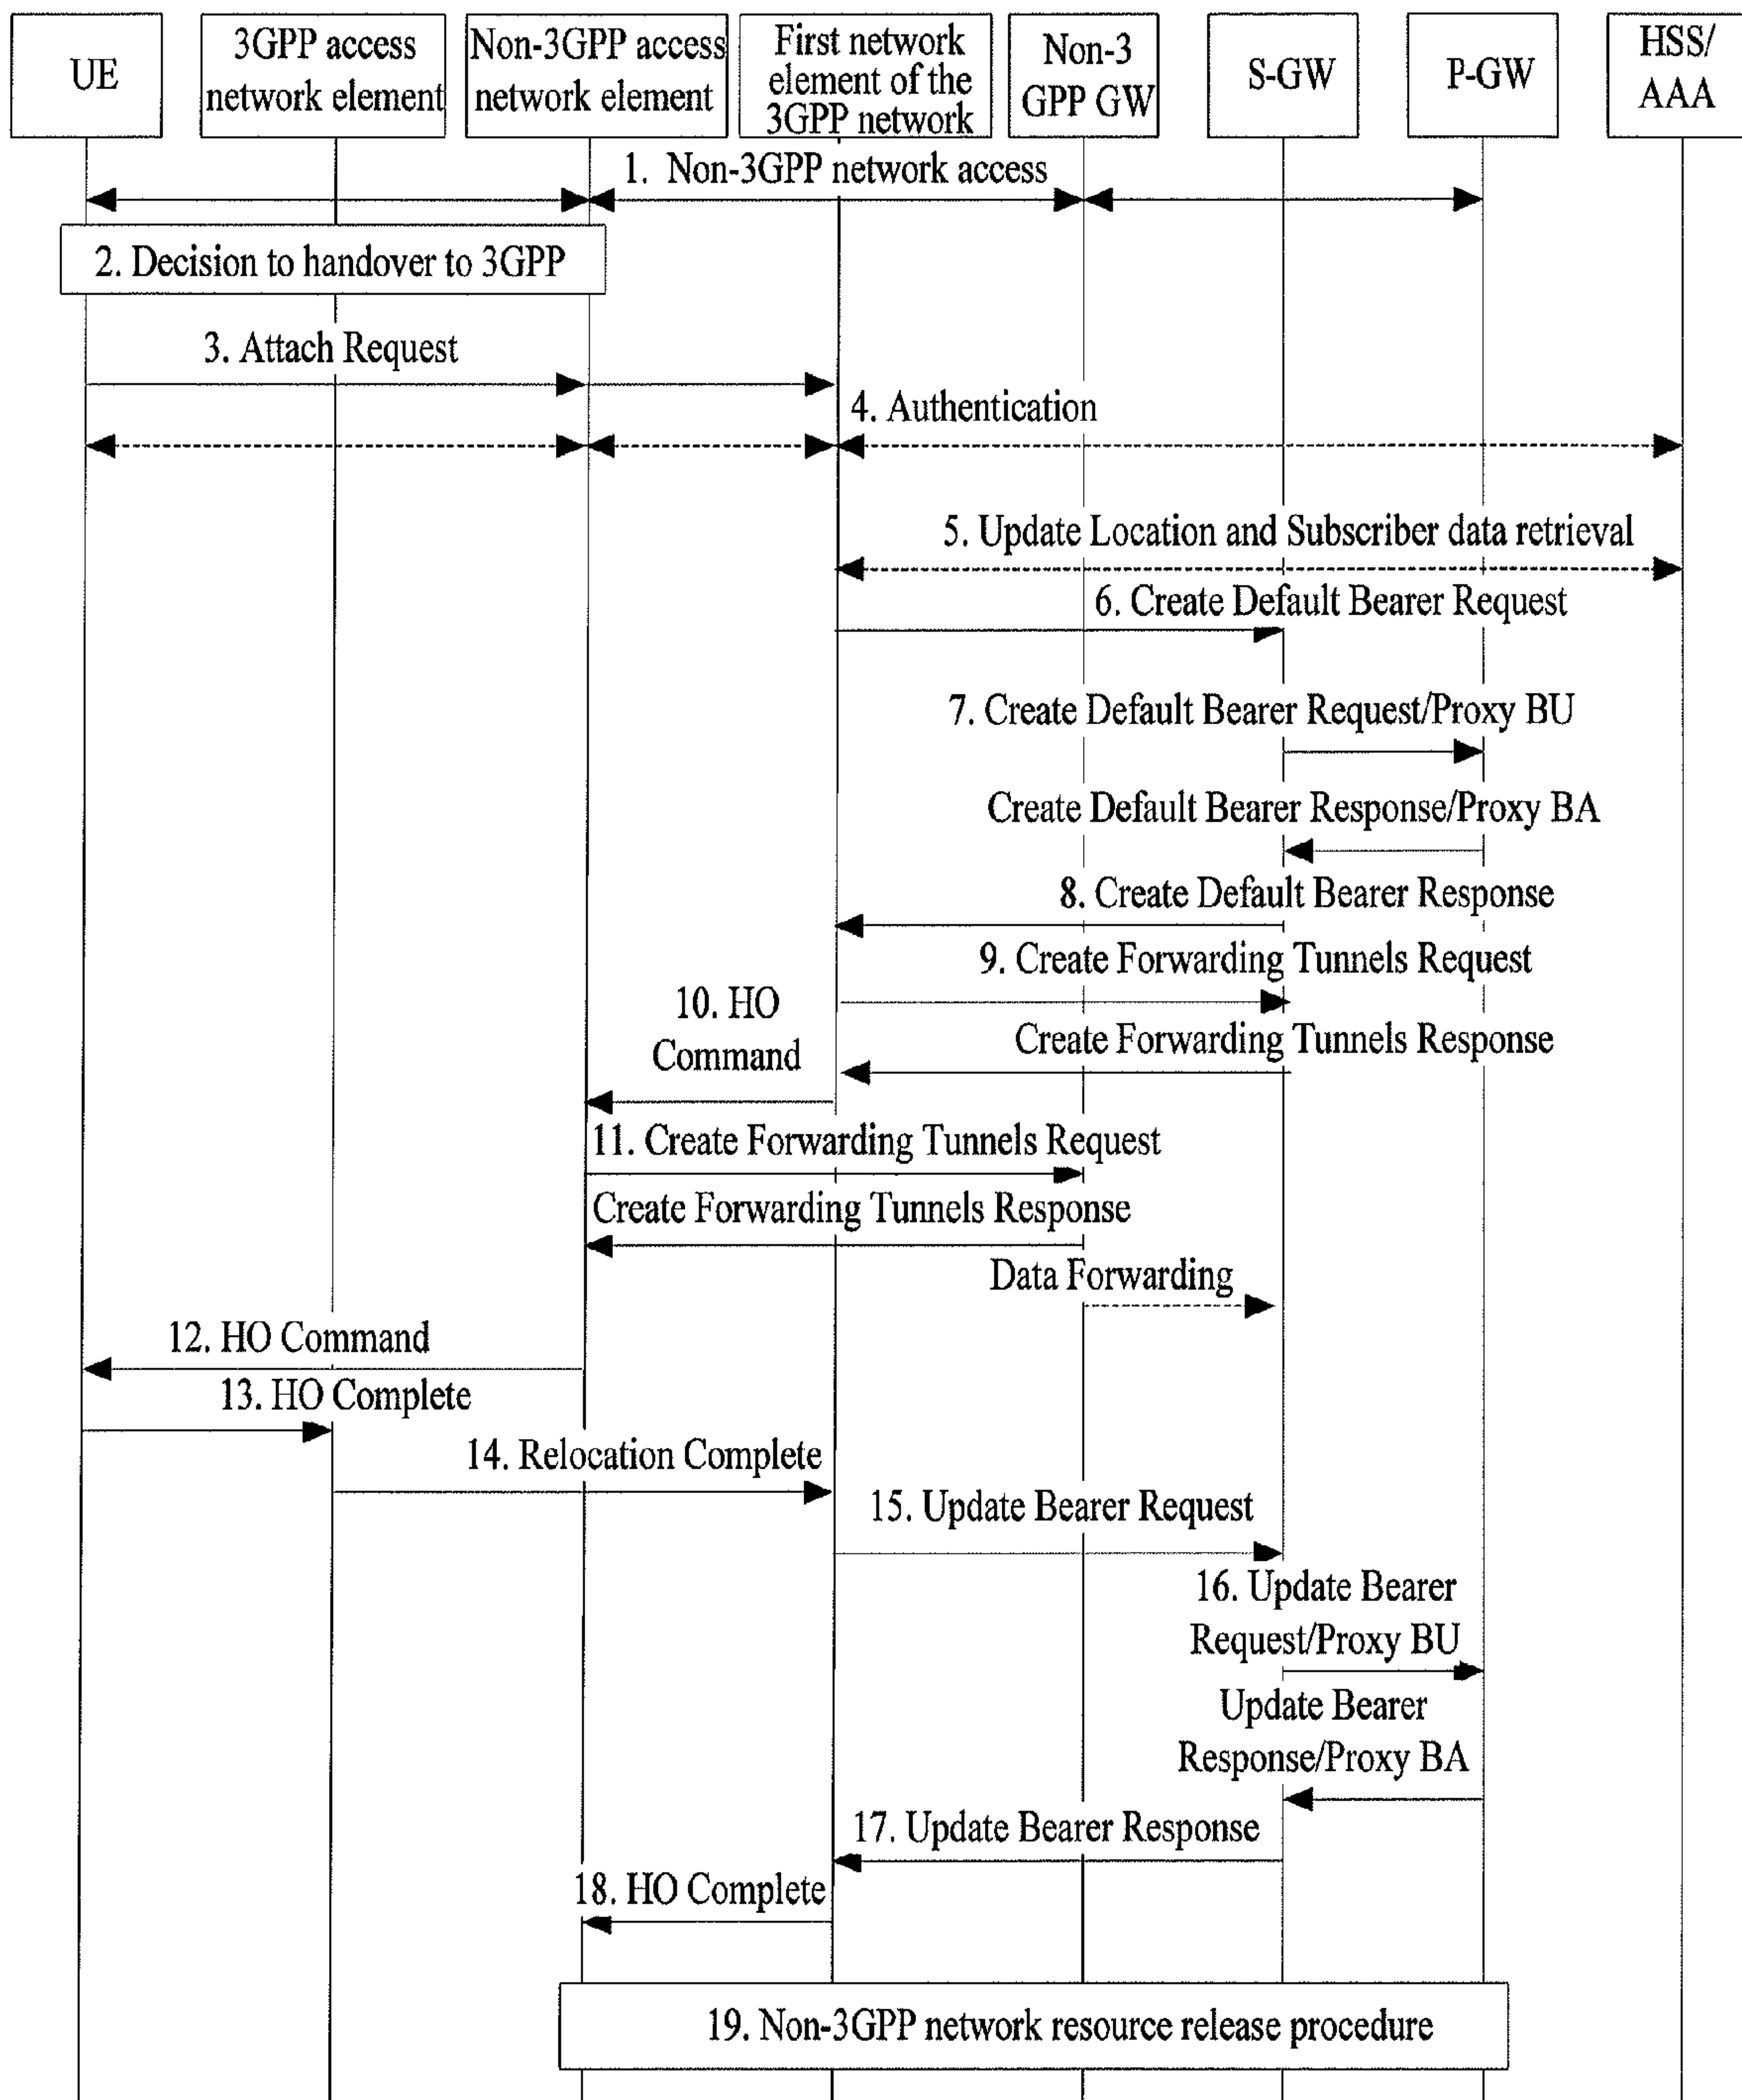 UE
3GPP access
network element
Non-3GPP access
network element
First network
element of the
3GPP network
Non-3
GPP GW
S-GW
P-GW
HSS/
AAA
1. Non-3GPP network access
2. Decision to handover to 3GPP
3. Attach Request
4. Authentication
5. Update Location and Subscriber data retrieval
6. Create Default Bearer Request
7. Create Default Bearer Request/Proxy BU
Create Default Bearer Response/Proxy BA
8. Create Default Bearer Response
9. Create Forwarding Tunnels Request
10. HO
Command
Create Forwarding Tunnels Response
11. Create Forwarding Tunnels Request
Create Forwarding Tunnels Response
Data Forwarding
12. HO Command
13. HO Complete
14. Relocation Complete
15. Update Bearer Request
16. Update Bearer
Request/Proxy BU
Update Bearer
Response/Proxy BA
17. Update Bearer Response
18. HO Complete
19. Non-3GPP network resource release procedure